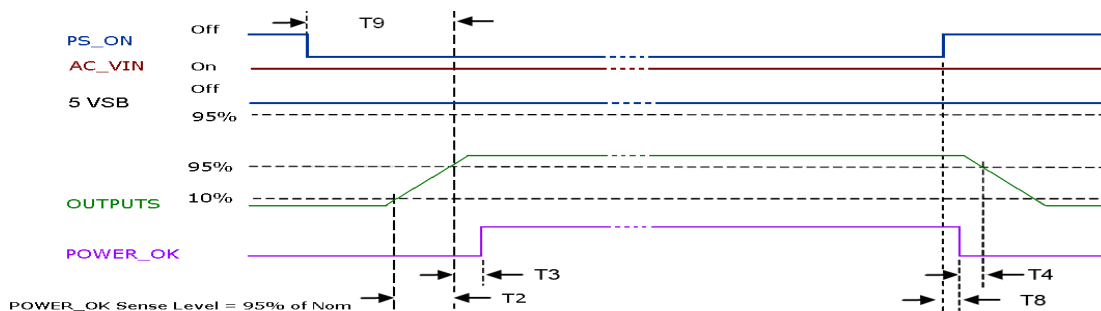 T9
Off
PS_ON
AC_VIN
On
Off
5 VSB
95%
95%
10%
OUTPUTS
POWER_OK
T3
T4
T2
T8
POWER_OK Sense Level = 95% of Nom